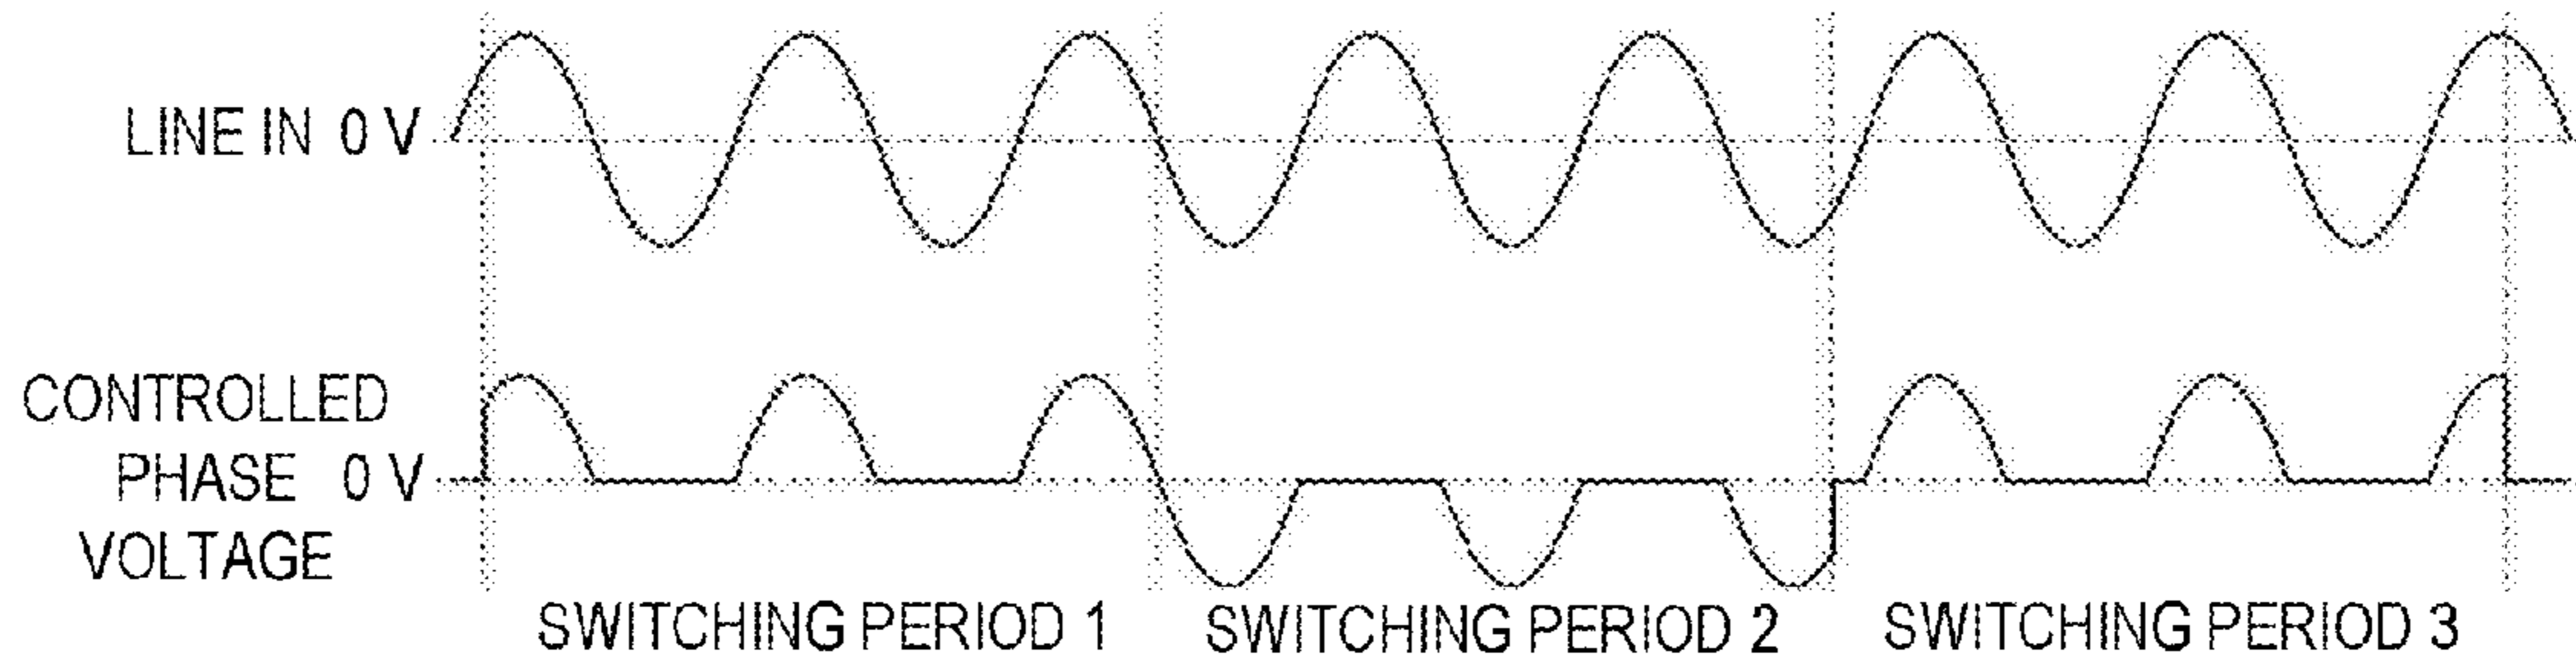 LINE IN 0 V
CONTROLLED
PHASE 0 V
VOLTAGE
SWITCHING PERIOD 1
SWITCHING PERIOD 2
SWITCHING PERIOD 3